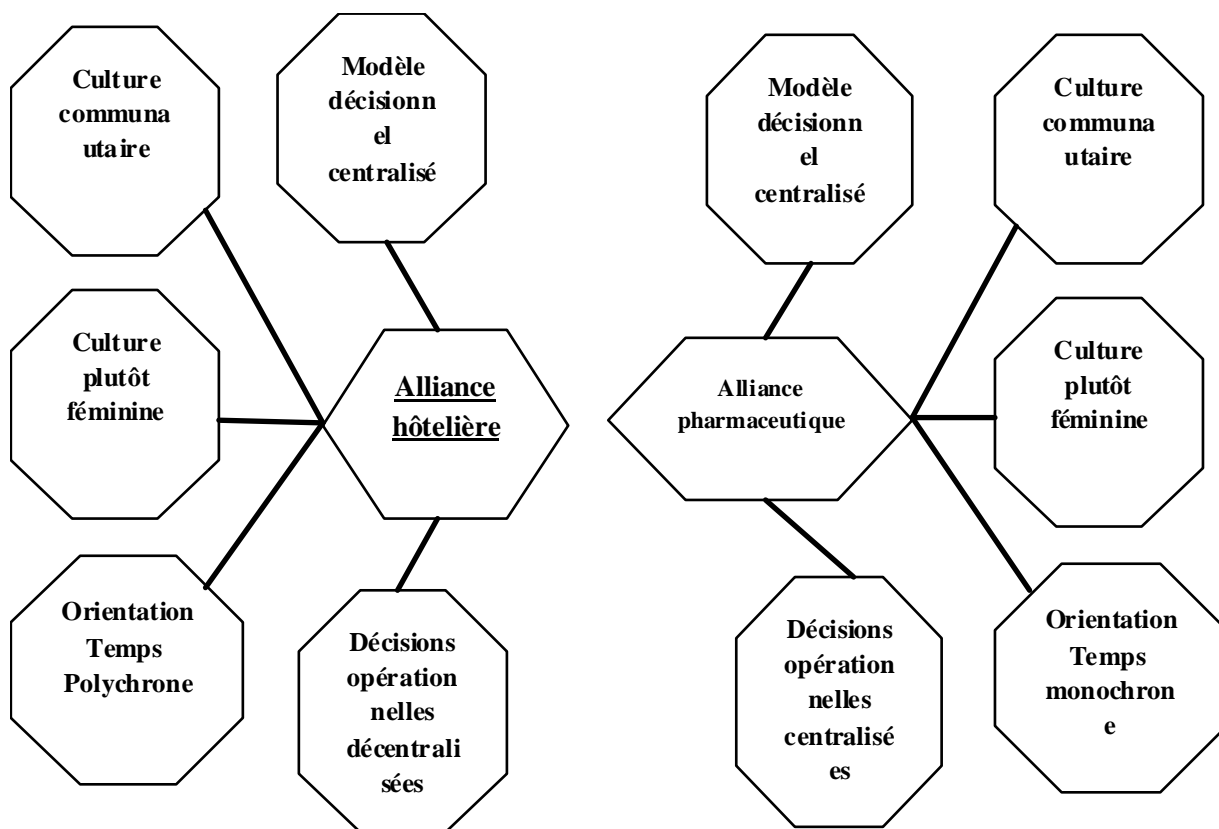 Culture
communa
utaire
Modèle
décisionn
el
centralisé
Culture
plutôt
féminine
Alliance
hôtelière
Orientation
Temps
Polychrone
Décisions
opération
nelles
décentrali
sées
Modèle
décisionn
el
centralisé
Culture
communa
utaire
Alliance
pharmaceutique
Culture
plutôt
féminine
Décisions
opération
nelles
centralisé
es
Orientation
Temps
monochron
e